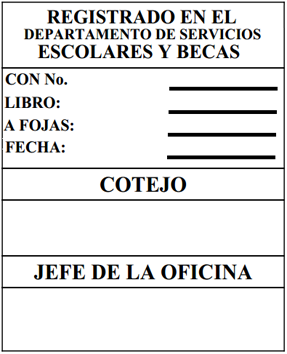 REGISTRADO EN EL
DEPARTAMENTO DE SERVICIOS
ESCOLARES Y BECAS
CON No.
LIBRO:
A FOJAS:
FECHA:
COTEJO
JEFE DE LA OFICINA